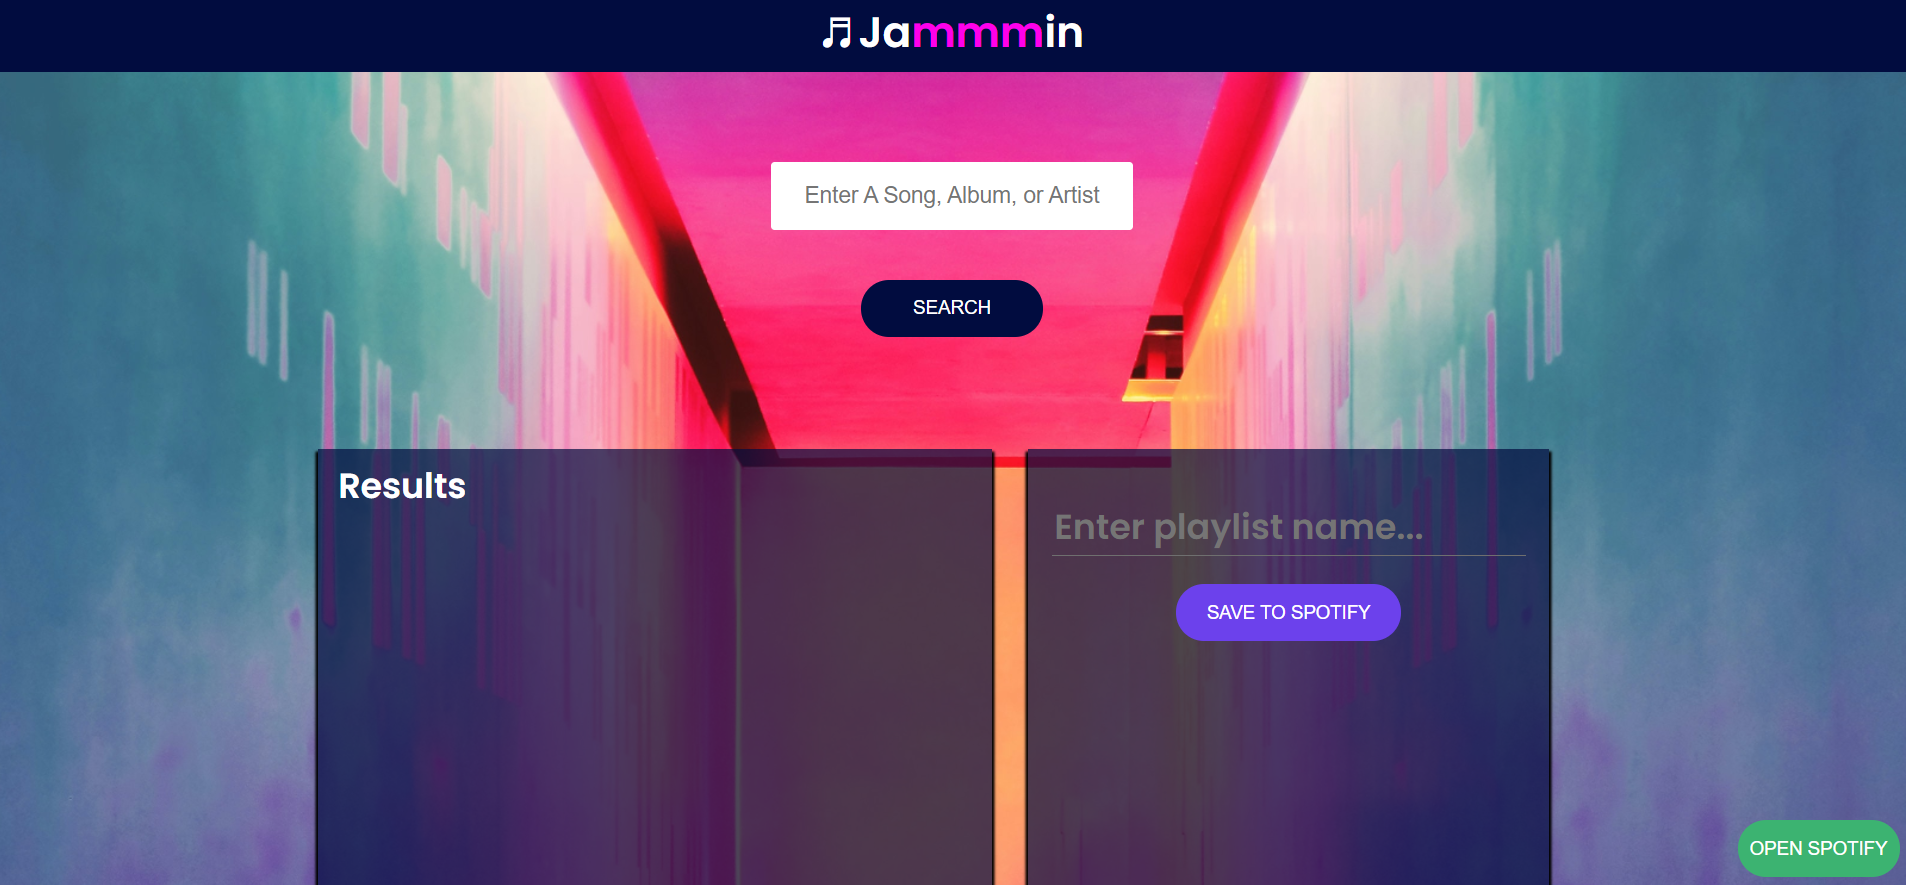 Jammmin
Enter A Song, Album, or Artist
SEARCH
Results
Enter playlist name...
SAVE TO SPOTIFY
OPEN SPOTIFY